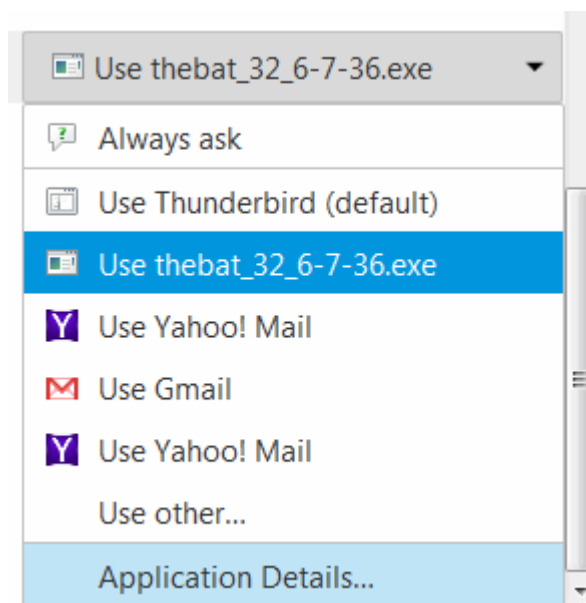 Use thebat_32_6-7-36.exe
Always ask
Use Thunderbird (default)
Use thebat_32_6-7-36.exe
Use Yahoo! Mail
Use Gmail
Use Yahoo! Mail
Use other...
Application Details...